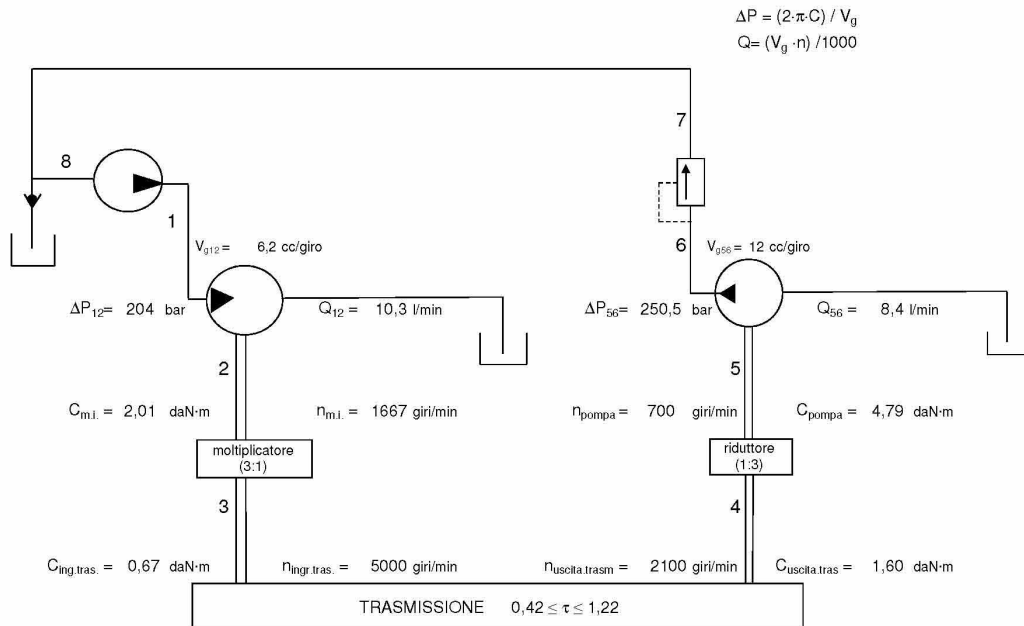 ΔP = (2·π·C) / Vg
Q= (Vg ·n) /1000
7
8
1
6
Vg12 = 6,2 cc/giro
Vg56 = 12 cc/giro
ΔP12= 204 bar
Q12 = 10,3 l/min
ΔP56= 250,5 bar
Q56 = 8,4 l/min
2
5
Cm.i. = 2,01 daN·m
nm.i. = 1667 giri/min
npompa = 700 giri/min
Cpompa = 4,79 daN·m
moltiplicatore
(3:1)
riduttore
(1:3)
3
4
Cing.tras. = 0,67 daN·m
ningr.tras. = 5000 giri/min
nuscita.trasm = 2100 giri/min
Cuscita.tras = 1,60 daN·m
TRASMISSIONE 0,42 ≤ τ ≤ 1,22